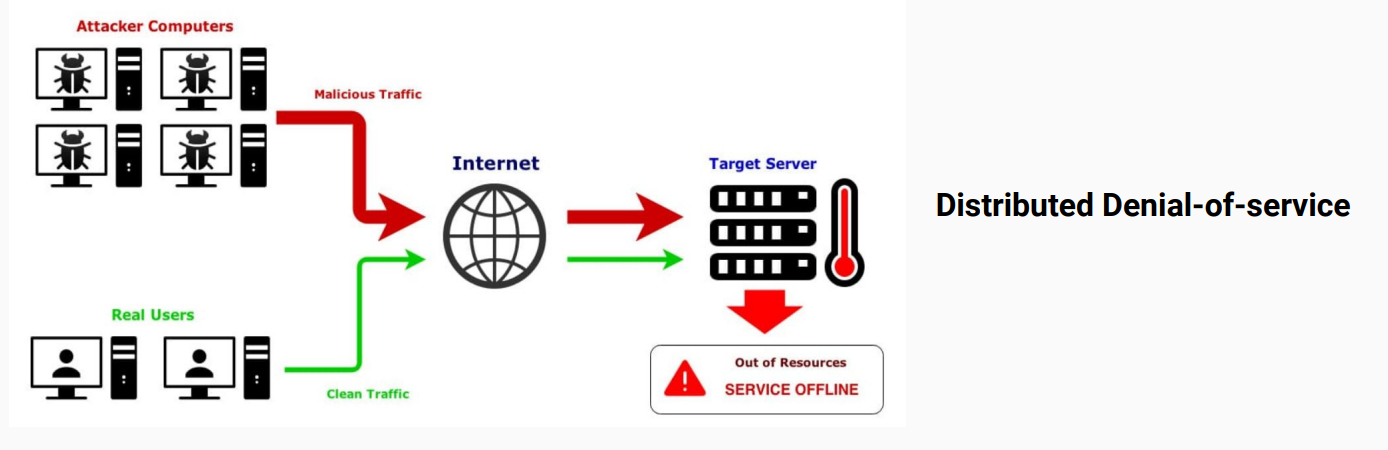 Attacker Computers
Malicious Traffic
Internet
Target Server
Distributed Denial-of-service
Real Users
Clean Traffic
Out of Resources
SERVICE OFFLINE